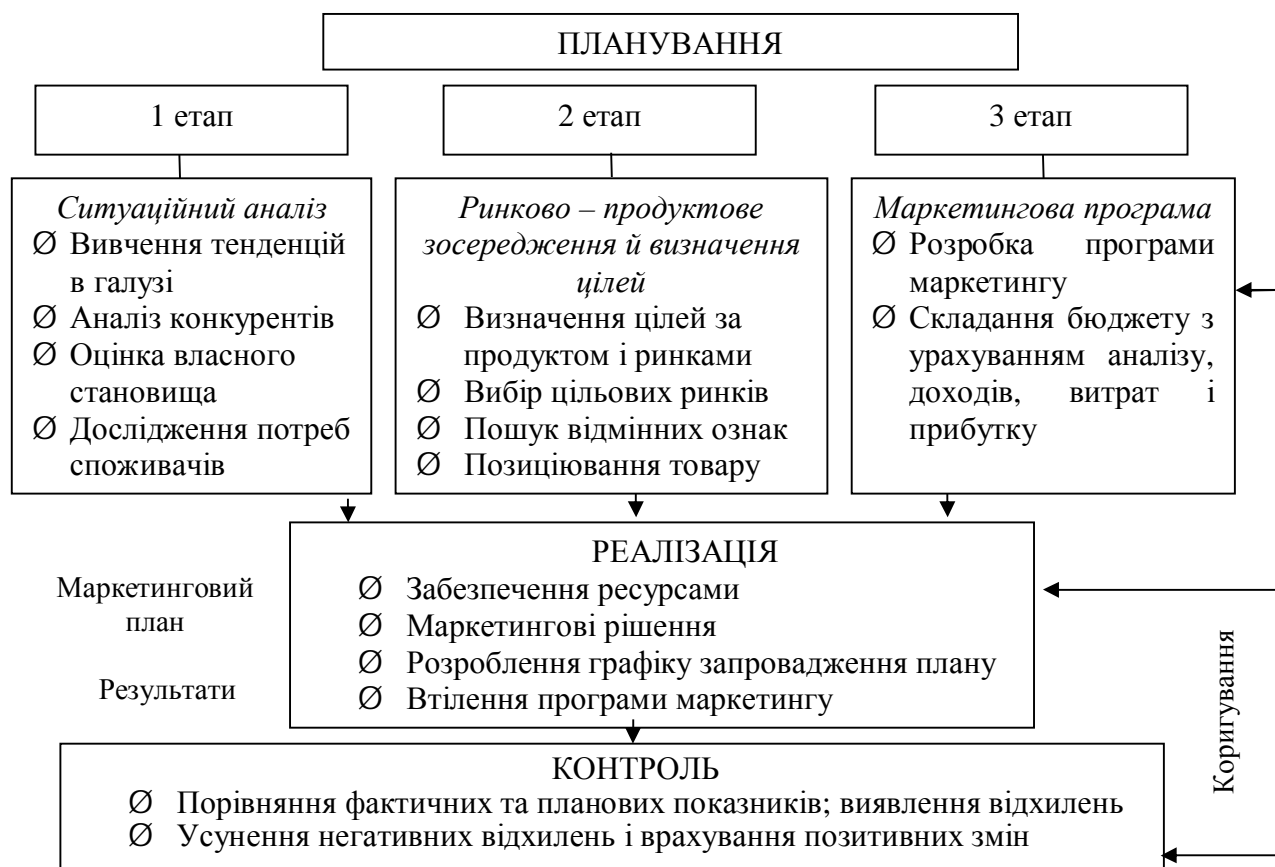 ПЛАНУВАННЯ
1 етап
2 етап
3 етап
Ситуаційний аналіз
Ø Вивчення тенденцій
в галузі
Ø Аналіз конкурентів
Ø Оцінка власного
становища
Ø Дослідження потреб
споживачів
Ринково – продуктове
зосередження й визначення
цілей
Ø Визначення цілей за
продуктом і ринками
Ø Вибір цільових ринків
Ø Пошук відмінних ознак
Ø Позиціювання товару
Маркетингова програма
Ø Розробка програми
маркетингу
Ø Складання бюджету з
урахуванням аналізу,
доходів, витрат і
прибутку
Маркетинговий
план
Результати
РЕАЛІЗАЦІЯ
Ø Забезпечення ресурсами
Ø Маркетингові рішення
Ø Розроблення графіку запровадження плану
Ø Втілення програми маркетингу
Коригування
КОНТРОЛЬ
Ø Порівняння фактичних та планових показників; виявлення відхилень
Ø Усунення негативних відхилень і врахування позитивних змін